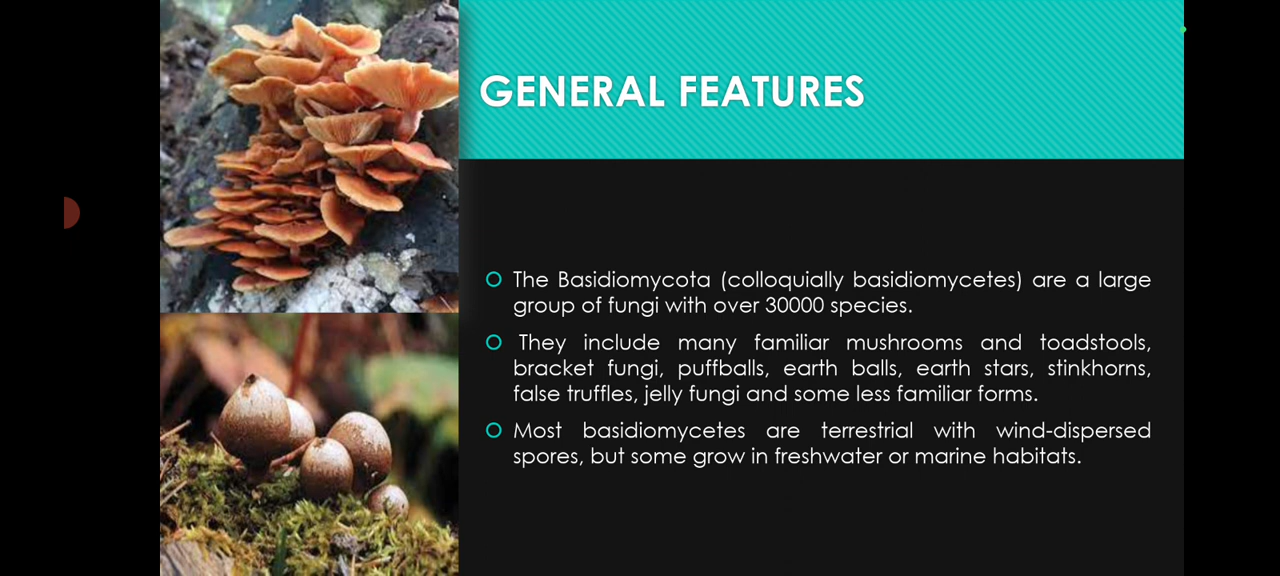 GENERAL FEATURES
The Basidiomycota (colloquially basidiomycetes) are a large
group of fungi with over 30000 species.
They include many familiar mushrooms and toadstools,
bracket fungi, puffballs, earth balls, earth stars, stinkhorns,
false truffles, jelly fungi and some less familiar forms.
Most basidiomycetes are terrestrial with wind-dispersed
spores, but some grow in freshwater or marine habitats.